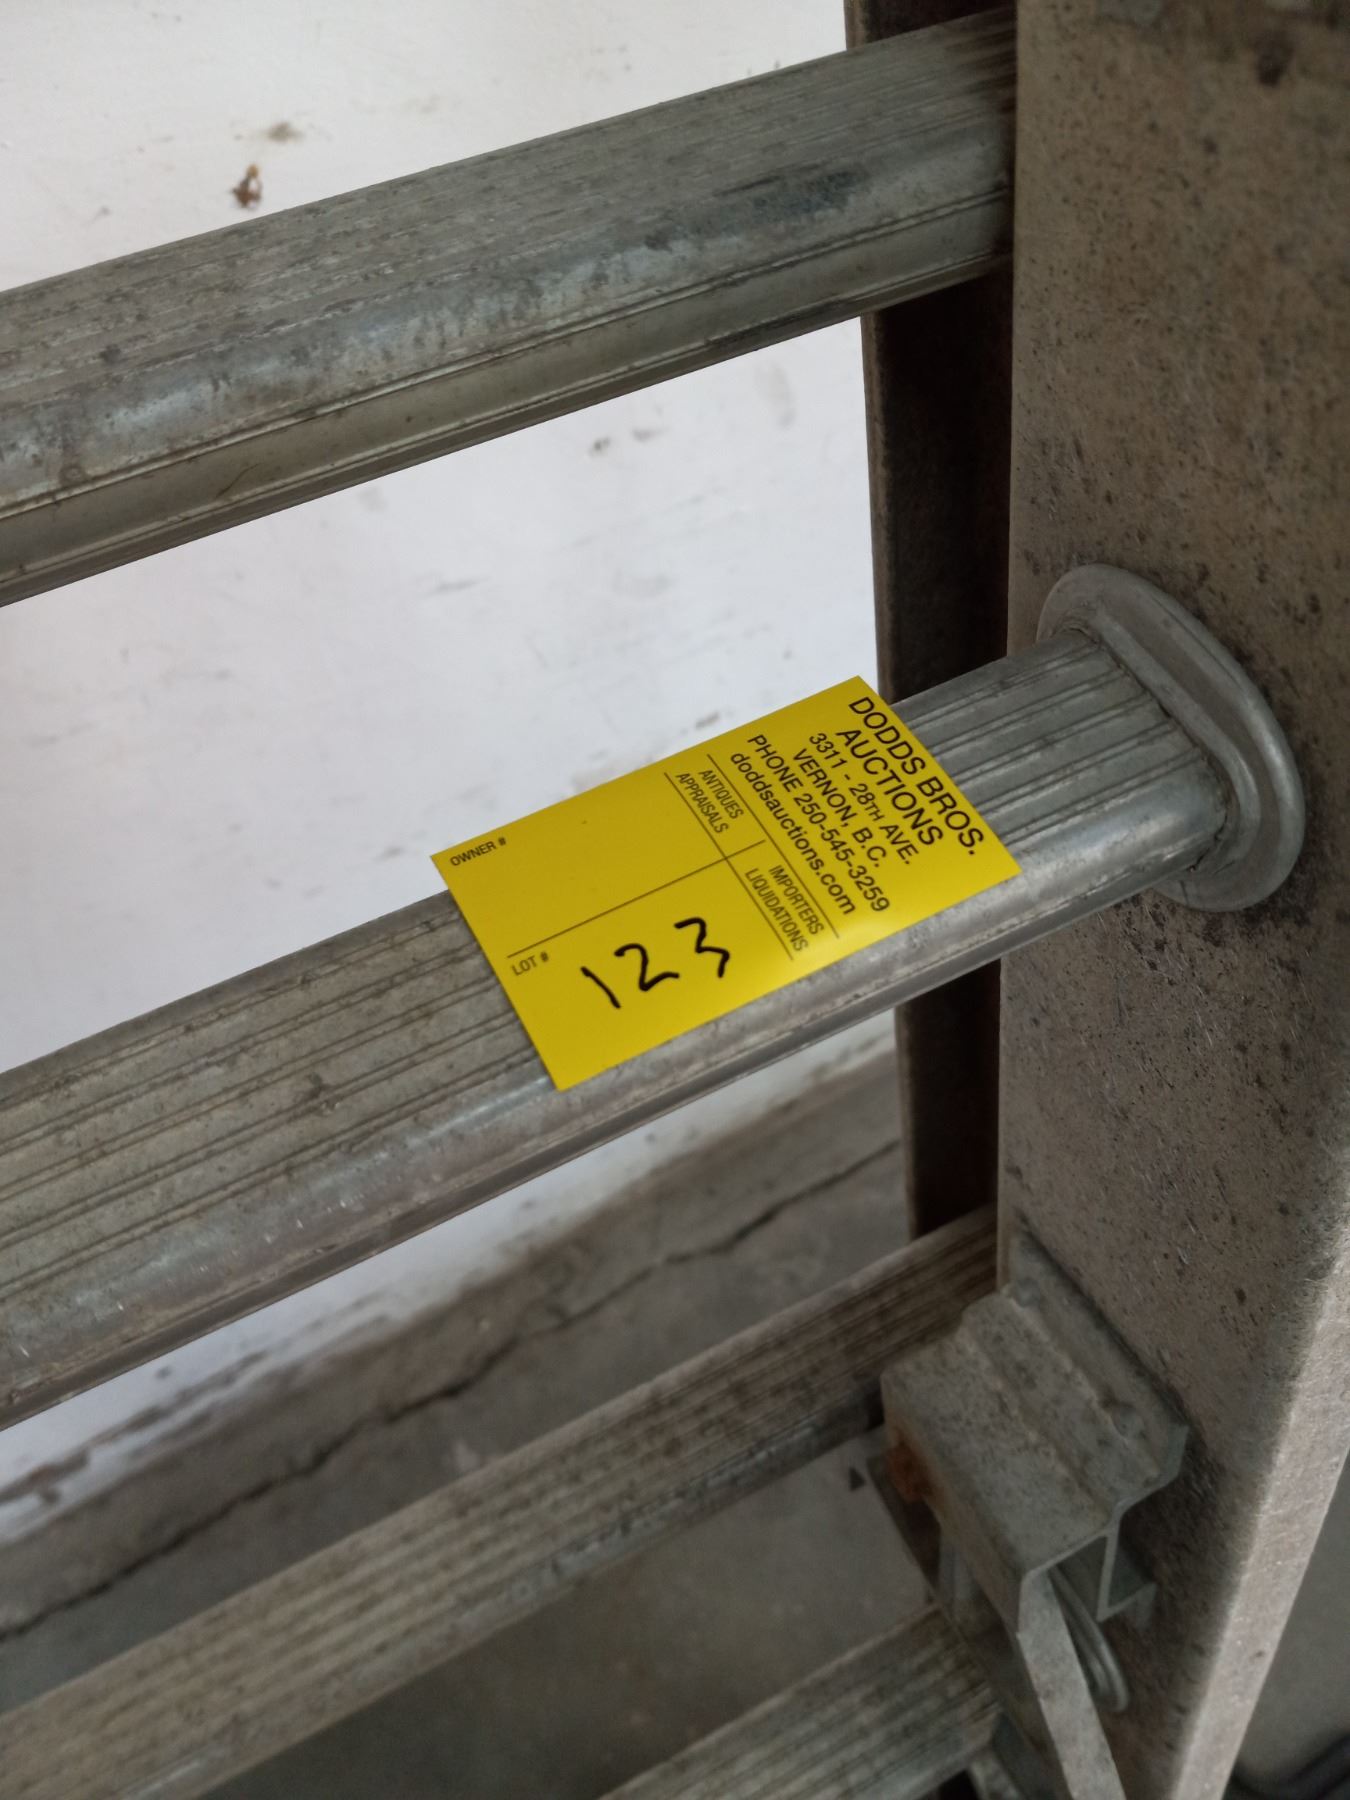 DODDS BROS.
AUCTIONS
3311 - 28TH AVE.
VERNON, B.C.
PHONE 250-545-3259
doddsauctions.com
ANTIQUES IMPORTERS
APPRAISALS LIQUIDATIONS
OWNER #
LOT #
123